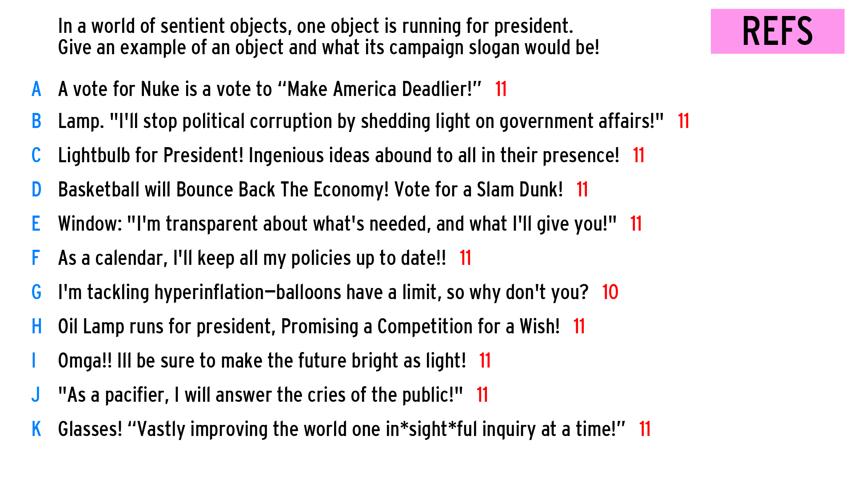 In a world of sentient objects, one object is running for president.
Give an example of an object and what its campaign slogan would be!
REFS
A A vote for Nuke is a vote to “Make America Deadlier!” 11
B Lamp. "I'll stop political corruption by shedding light on government affairs!" 11
C Lightbulb for President! Ingenious ideas abound to all in their presence! 11
D Basketball will Bounce Back The Economy! Vote for a Slam Dunk! 11
E Window: "I'm transparent about what's needed, and what I'll give you!" 11
F As a calendar, I'll keep all my policies up to date!! 11
G I'm tackling hyperinflation—balloons have a limit, so why don't you? 10
H Oil Lamp runs for president, Promising a Competition for a Wish! 11
I Omga!! Ill be sure to make the future bright as light! 11
J "As a pacifier, I will answer the cries of the public!" 11
K Glasses! “Vastly improving the world one in*sight*ful inquiry at a time!” 11